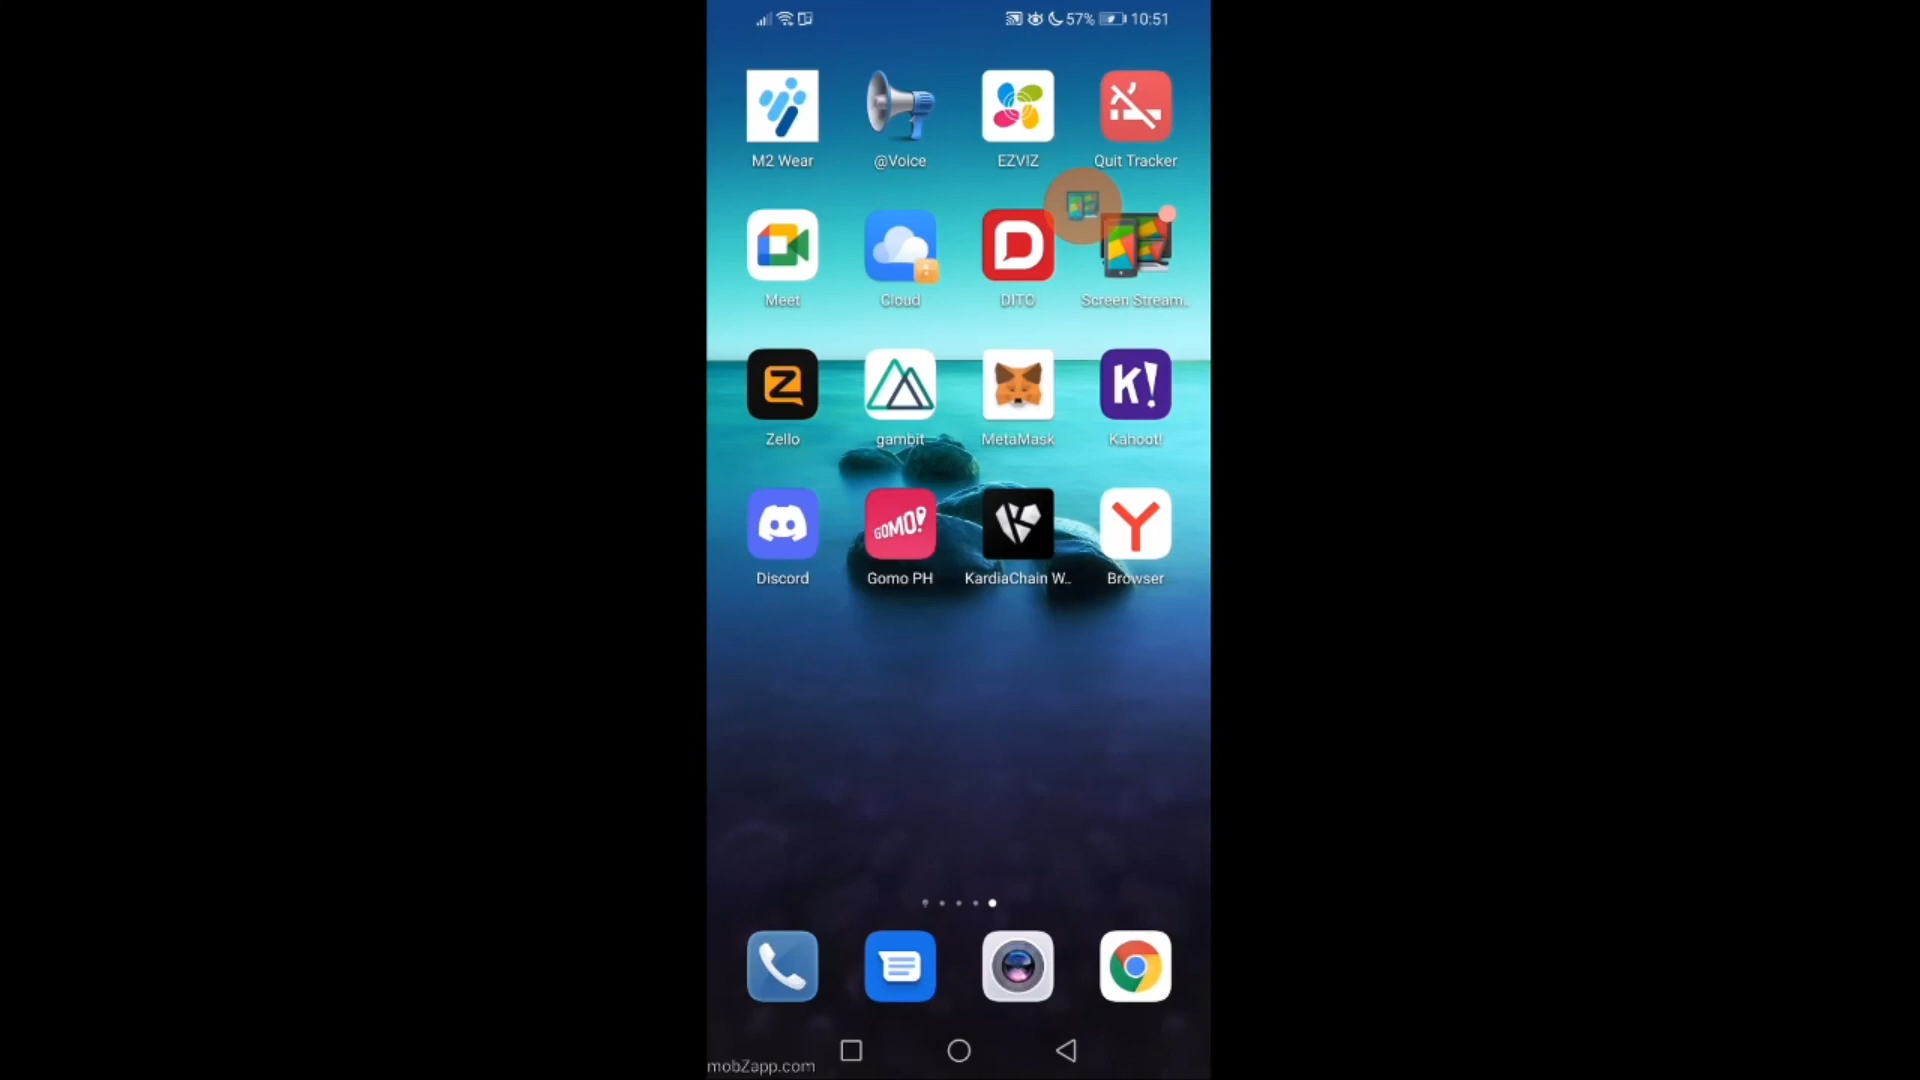 57% 10:51
M2 Wear @Voice EZVIZ Quit Tracker
Meet Cloud DITO Screen Stream..
Z K!
Zello gambit MetaMask Kahoot!
GOMO!
Discord Gomo PH KardiaChain W.. Browser
mobZapp.com